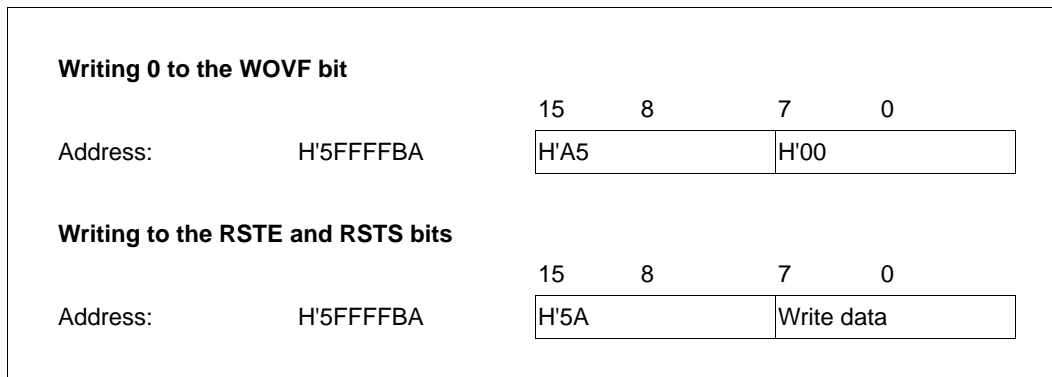 Writing 0 to the WOVF bit
15 8 7 0
Address: H'5FFFFBA H'A5 H'00
Writing to the RSTE and RSTS bits
15 8 7 0
Address: H'5FFFFBA H'5A Write data